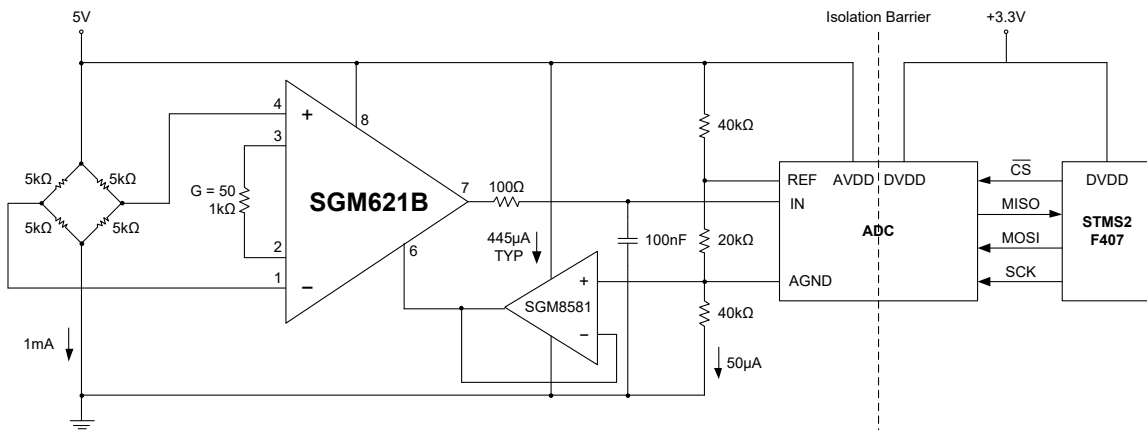 5V
Isolation Barrier
+3.3V
4
+
8
3
40kΩ
5kΩ
5kΩ
G = 50
1kΩ
SGM621B
7
100Ω
REF
AVDD
DVDD
CS
DVDD
IN
MISO
STMS2
F407
5kΩ
5kΩ
2
6
445µA
TYP
100nF
20kΩ
ADC
MOSI
1
−
+
SGM8581
−
AGND
SCK
40kΩ
1mA
50µA